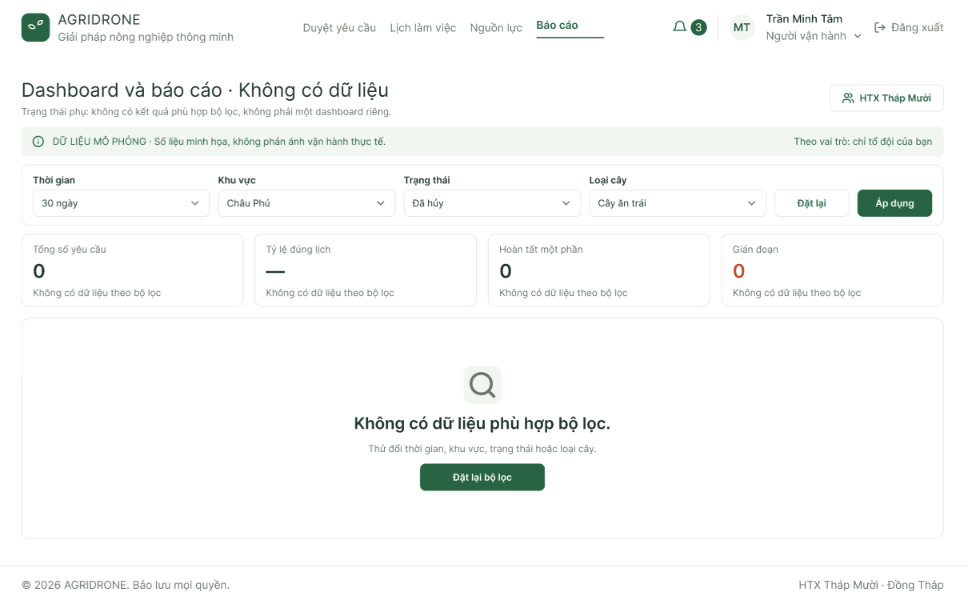 AGRIDRONE
Giải pháp nông nghiệp thông minh
Duyệt yêu cầu Lịch làm việc Nguồn lực Báo cáo
3
MT
Trần Minh Tâm
Người vận hành
Đăng xuất
Dashboard và báo cáo · Không có dữ liệu
Trạng thái phụ: không có kết quả phù hợp bộ lọc, không phải một dashboard riêng.
HTX Tháp Mười
DỮ LIỆU MÔ PHỎNG · Số liệu minh họa, không phản ánh vận hành thực tế.
Theo vai trò: chỉ tổ đội của bạn
Thời gian Khu vực Trạng thái Loại cây
30 ngày Châu Phú Đã hủy Cây ăn trái Đặt lại Áp dụng
Tổng số yêu cầu
0
Không có dữ liệu theo bộ lọc
Tỷ lệ đúng lịch
—
Không có dữ liệu theo bộ lọc
Hoàn tất một phần
0
Không có dữ liệu theo bộ lọc
Gián đoạn
0
Không có dữ liệu theo bộ lọc
Không có dữ liệu phù hợp bộ lọc.
Thử đổi thời gian, khu vực, trạng thái hoặc loại cây.
Đặt lại bộ lọc
© 2026 AGRIDRONE. Bảo lưu mọi quyền.
HTX Tháp Mười · Đồng Tháp